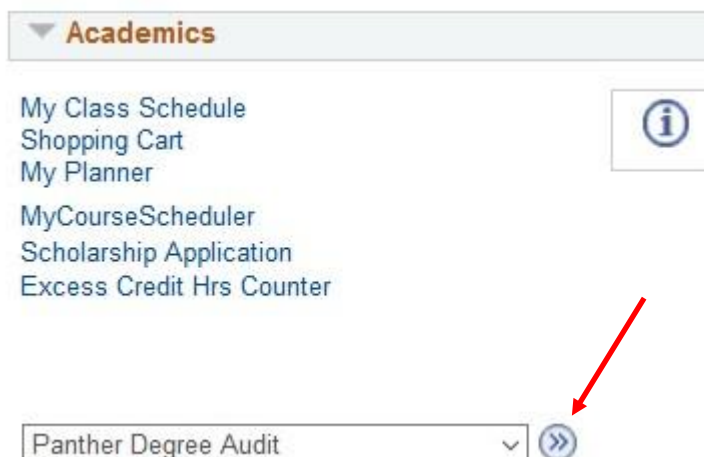 Academics
My Class Schedule
Shopping Cart
My Planner
MyCourseScheduler
Scholarship Application
Excess Credit Hrs Counter
Panther Degree Audit